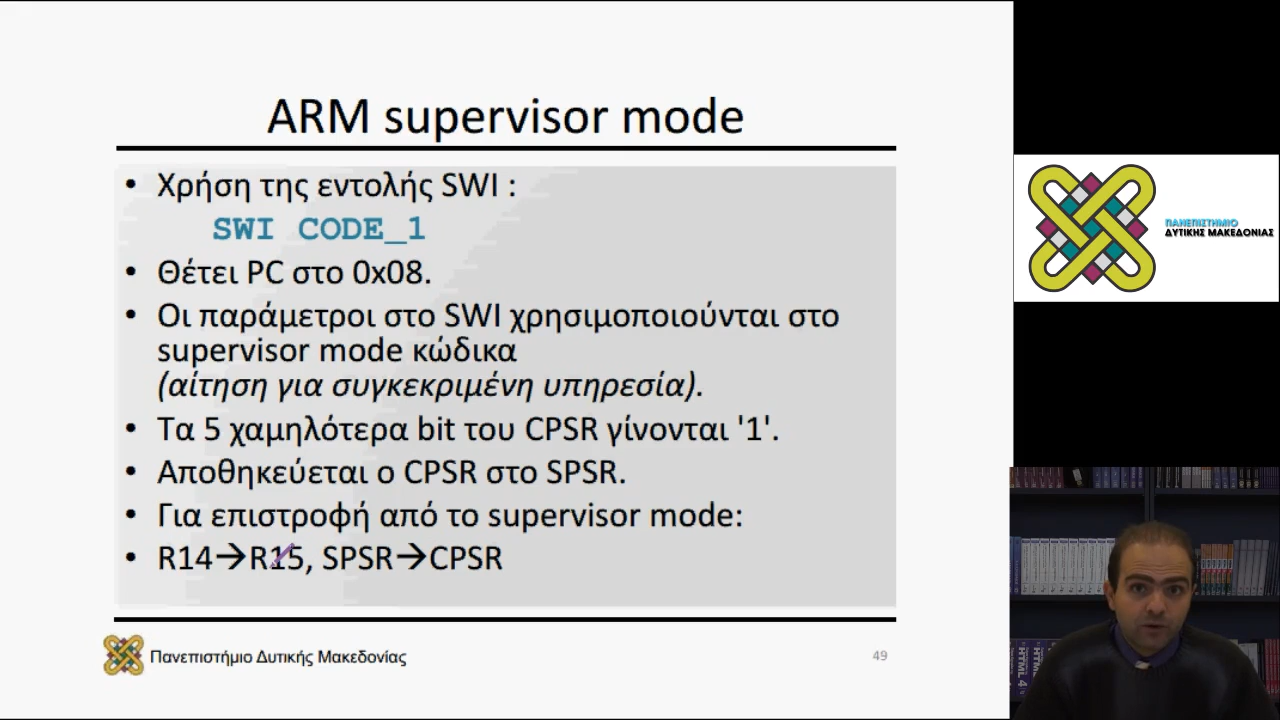 ARM supervisor mode
• Χρήση της εντολής SWI :
SWI CODE_1
• Θέτει PC στο 0x08.
• Οι παράμετροι στο SWI χρησιμοποιούνται στο
supervisor mode κώδικα
(αίτηση για συγκεκριμένη υπηρεσία).
• Τα 5 χαμηλότερα bit του CPSR γίνονται '1'.
• Αποθηκεύεται ο CPSR στο SPSR.
• Για επιστροφή από το supervisor mode:
• R14→R15, SPSR→CPSR
Πανεπιστήμιο Δυτικής Μακεδονίας
49
ΠΑΝΕΠΙΣΤΗΜΙΟ
ΔΥΤΙΚΗΣ ΜΑΚΕΔΟΝΙΑΣ
HTML 4